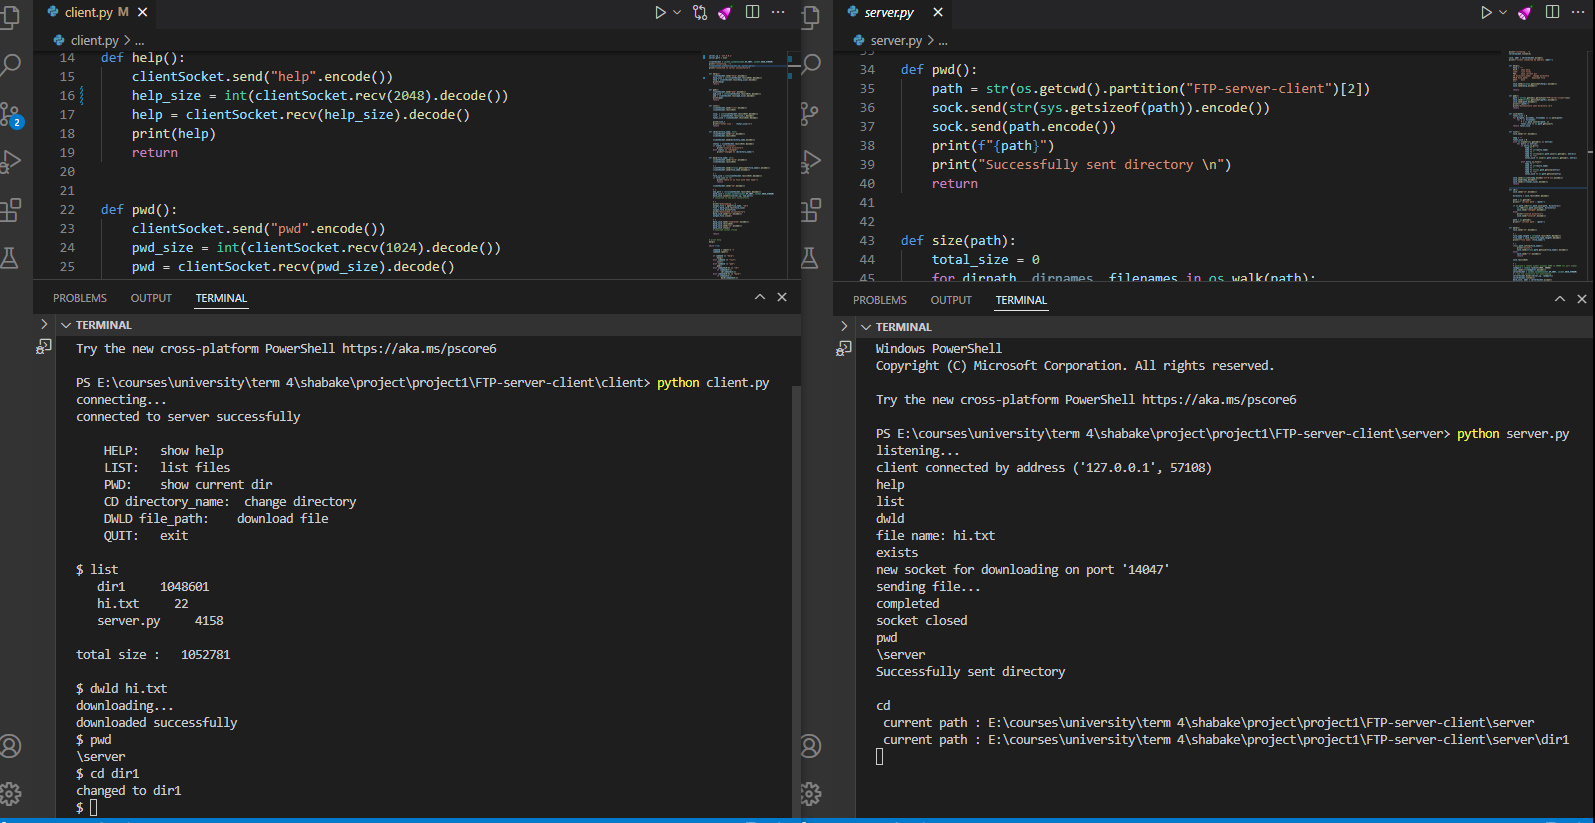 client.py M
client.py > ...
14 def help():
15 clientSocket.send("help".encode())
16 help_size = int(clientSocket.recv(2048).decode())
17 help = clientSocket.recv(help_size).decode()
18 print(help)
19 return
20
21
22 def pwd():
23 clientSocket.send("pwd".encode())
24 pwd_size = int(clientSocket.recv(1024).decode())
25 pwd = clientSocket.recv(pwd_size).decode()
2
PROBLEMS OUTPUT TERMINAL
TERMINAL
Try the new cross-platform PowerShell https://aka.ms/pscore6
PS E:\courses\university\term 4\shabake\project\project1\FTP-server-client\client> python client.py
connecting...
connected to server successfully
HELP: show help
LIST: list files
PWD: show current dir
CD directory_name: change directory
DWLD file_path: download file
QUIT: exit
$ list
dir1 1048601
hi.txt 22
server.py 4158
total size : 1052781
$ dwld hi.txt
downloading...
downloaded successfully
$ pwd
\server
$ cd dir1
changed to dir1
$
server.py
server.py > ...
33
34 def pwd():
35 path = str(os.getcwd().partition("FTP-server-client")[2])
36 sock.send(str(sys.getsizeof(path)).encode())
37 sock.send(path.encode())
38 print(f"{path}")
39 print("Successfully sent directory \n")
40 return
41
42
43 def size(path):
44 total_size = 0
45 for dirpath, dirnames, filenames in os.walk(path):
PROBLEMS OUTPUT TERMINAL
TERMINAL
Windows PowerShell
Copyright (C) Microsoft Corporation. All rights reserved.
Try the new cross-platform PowerShell https://aka.ms/pscore6
PS E:\courses\university\term 4\shabake\project\project1\FTP-server-client\server> python server.py
listening...
client connected by address ('127.0.0.1', 57108)
help
list
dwld
file name: hi.txt
exists
new socket for downloading on port '14047'
sending file...
completed
socket closed
pwd
\server
Successfully sent directory
cd
current path : E:\courses\university\term 4\shabake\project\project1\FTP-server-client\server
current path : E:\courses\university\term 4\shabake\project\project1\FTP-server-client\server\dir1